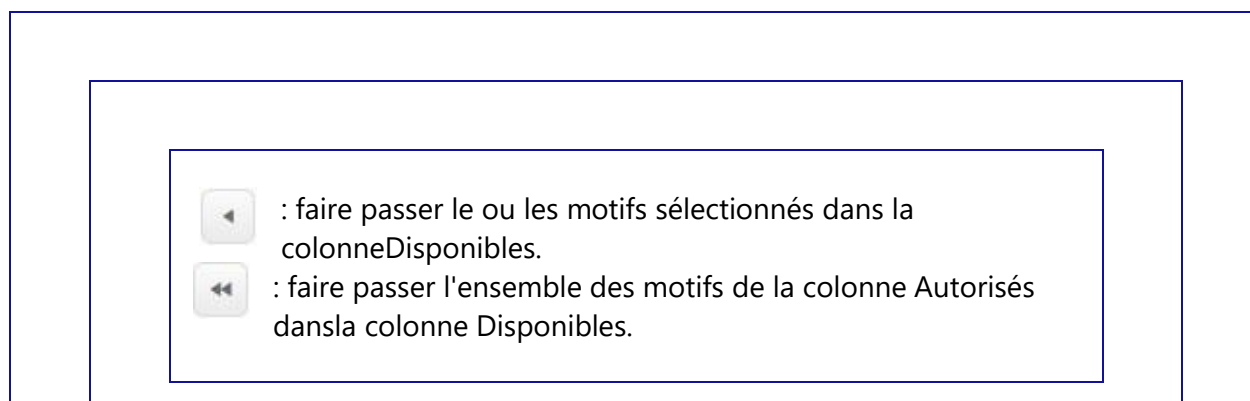 : faire passer le ou les motifs sélectionnés dans la
colonneDisponibles.
: faire passer l'ensemble des motifs de la colonne Autorisés
dansla colonne Disponibles.